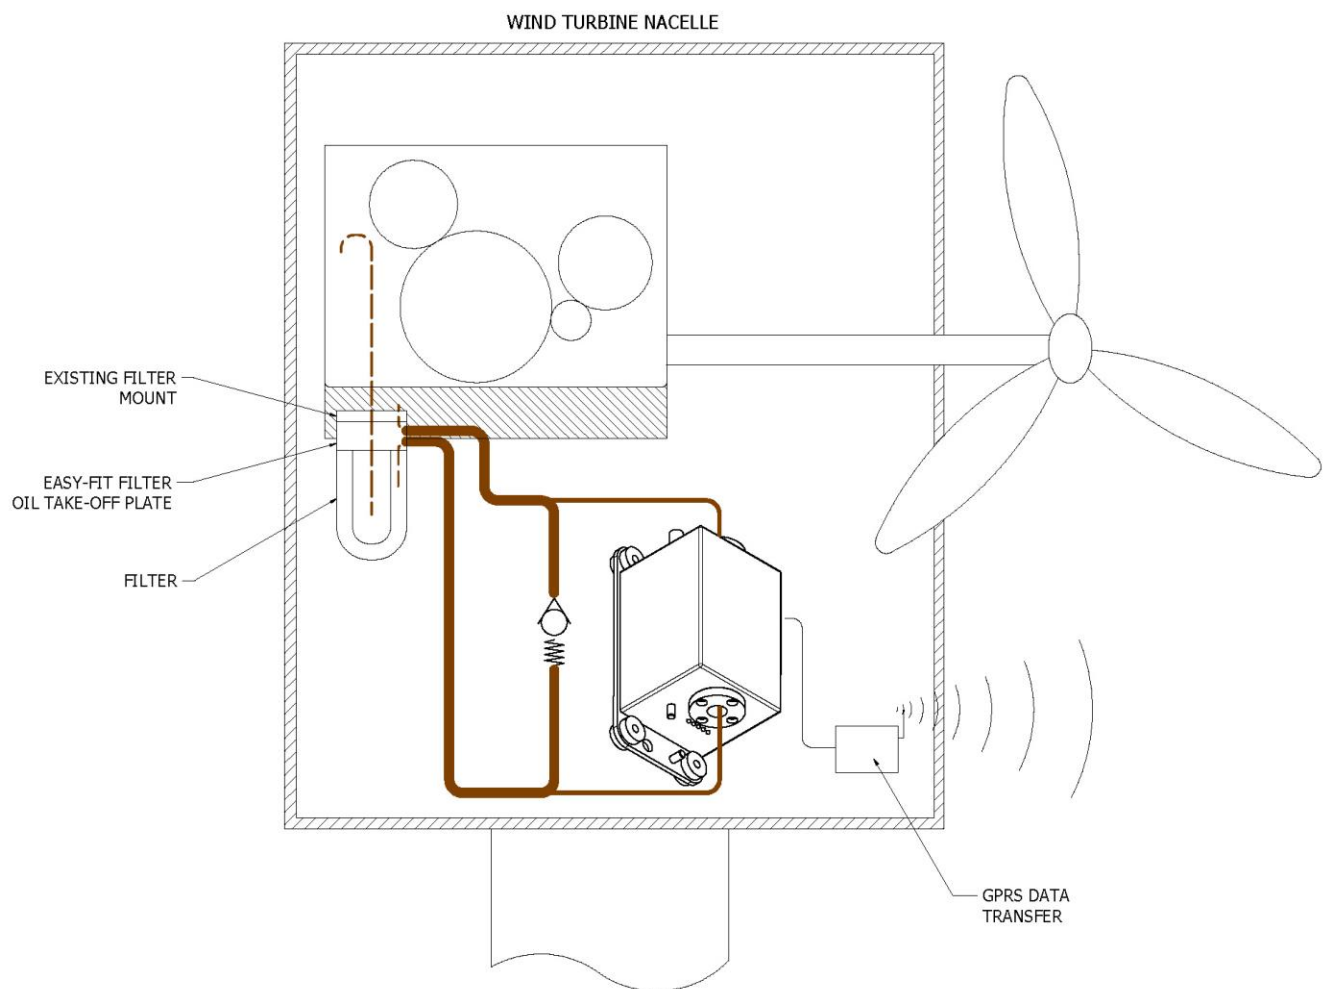 WIND TURBINE NACELLE
EXISTING FILTER
MOUNT
EASY-FIT FILTER
OIL TAKE-OFF PLATE
FILTER
GPRS DATA
TRANSFER